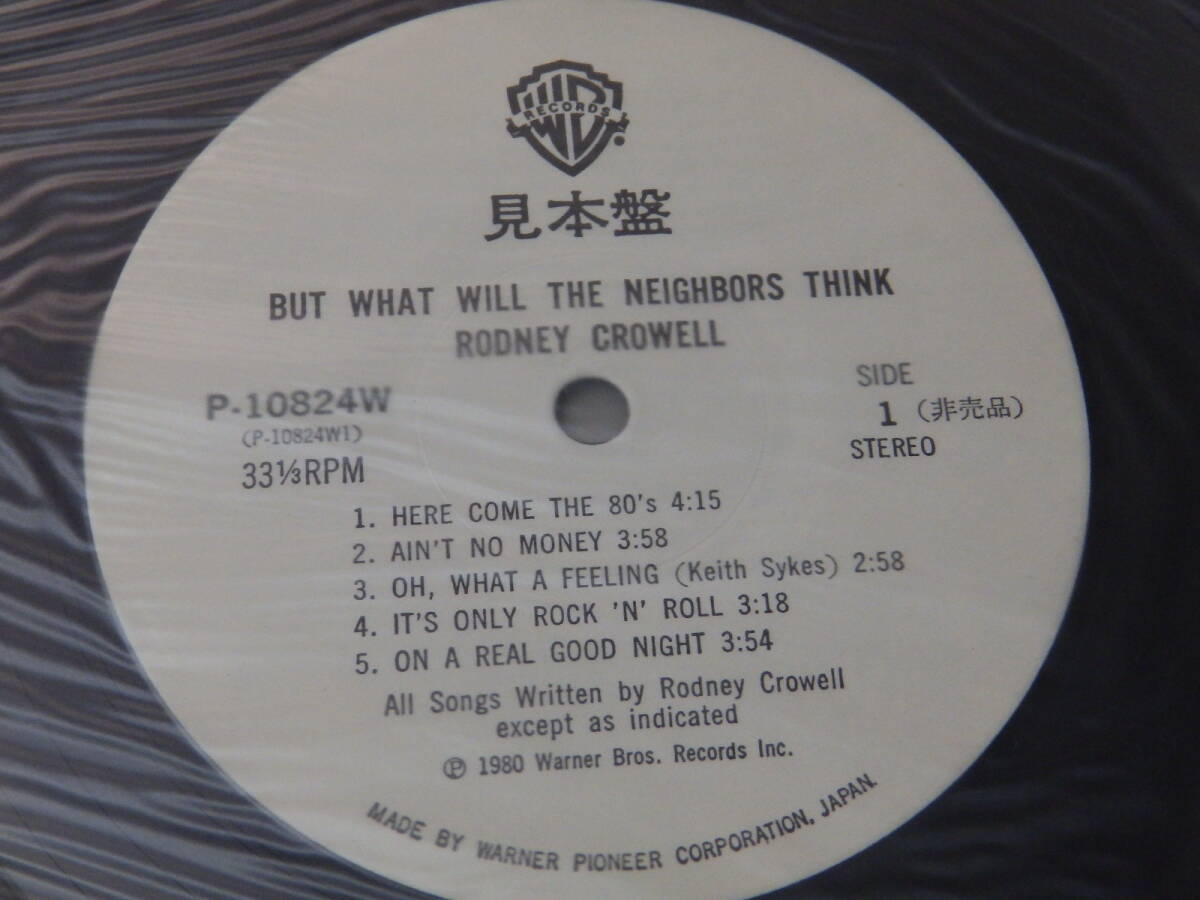 RECORDS
見本盤
BUT WHAT WILL THE NEIGHBORS THINK
RODNEY CROWELL
P-10824W
(P-10824W1)
33⅓RPM
SIDE
1 (非売品)
STEREO
1. HERE COME THE 80's 4:15
2. AIN'T NO MONEY 3:58
3. OH, WHAT A FEELING (Keith Sykes) 2:58
4. IT'S ONLY ROCK 'N' ROLL 3:18
5. ON A REAL GOOD NIGHT 3:54
All Songs Written by Rodney Crowell
except as indicated
℗ 1980 Warner Bros. Records Inc.
MADE BY WARNER PIONEER CORPORATION, JAPAN.